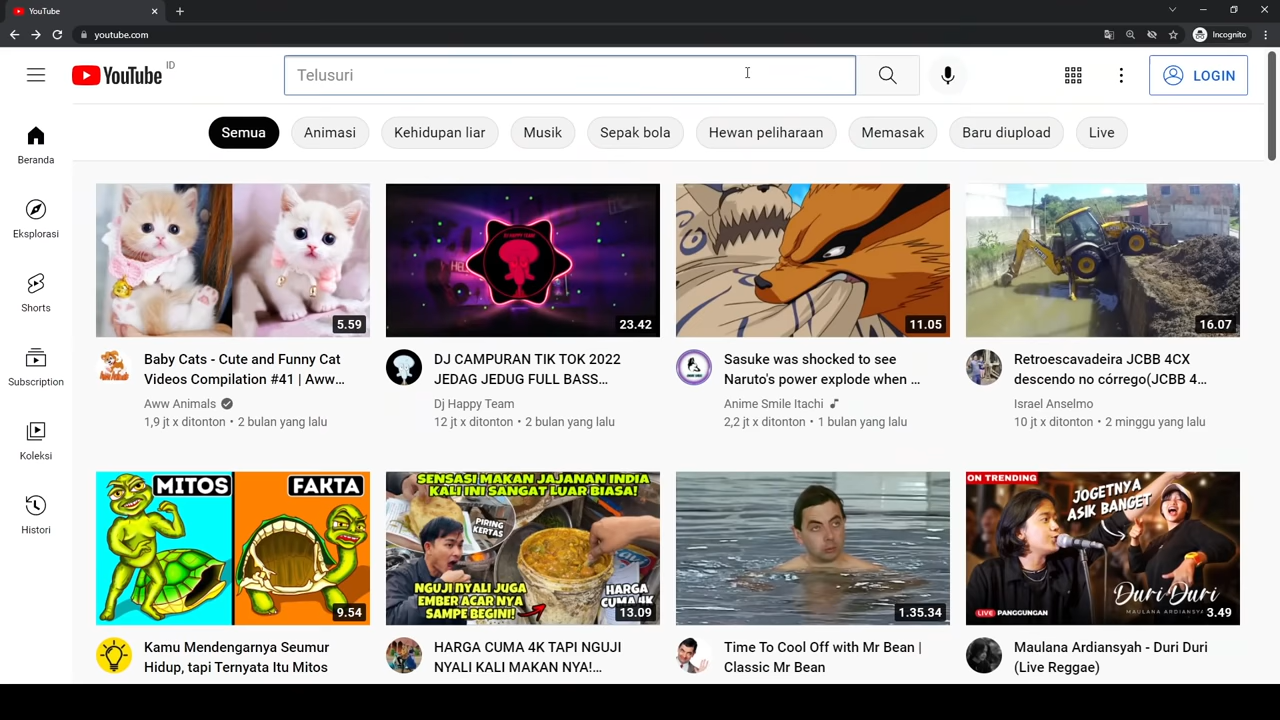 YouTube
youtube.com
Incognito
YouTube ID
Telusuri
LOGIN
Semua
Animasi
Kehidupan liar
Musik
Sepak bola
Hewan peliharaan
Memasak
Baru diupload
Live
Beranda
Eksplorasi
Shorts
Subscription
Koleksi
Histori
5.59
DJ HAPPY TEAM
23.42
11.05
16.07
Baby Cats - Cute and Funny Cat
Videos Compilation #41 | Aww...
Aww Animals
1,9 jt x ditonton • 2 bulan yang lalu
DJ CAMPURAN TIK TOK 2022
JEDAG JEDUG FULL BASS...
Dj Happy Team
12 jt x ditonton • 2 bulan yang lalu
Sasuke was shocked to see
Naruto's power explode when ...
Anime Smile Itachi
2,2 jt x ditonton • 1 bulan yang lalu
Retroescavadeira JCBB 4CX
descendo no córrego(JCBB 4...
Israel Anselmo
10 jt x ditonton • 2 minggu yang lalu
MITOS
FAKTA
9.54
SENSASI MAKAN JAJANAN INDIA
KALI INI SANGAT LUAR BIASA!
PIRING
KERTAS
NGUJI NYALI JUGA
EMBER ACAR NYA
SAMPE BEGINI!
HARGA
CUMA 4K
13.09
1.35.34
ON TRENDING
JOGETNYA
ASIK BANGET
Duri Duri
MAULANA ARDIANSYAH
LIVE PANGGUNGAN
3.49
Kamu Mendengarnya Seumur
Hidup, tapi Ternyata Itu Mitos
HARGA CUMA 4K TAPI NGUJI
NYALI KALI MAKAN NYA!...
Time To Cool Off with Mr Bean |
Classic Mr Bean
Maulana Ardiansyah - Duri Duri
(Live Reggae)